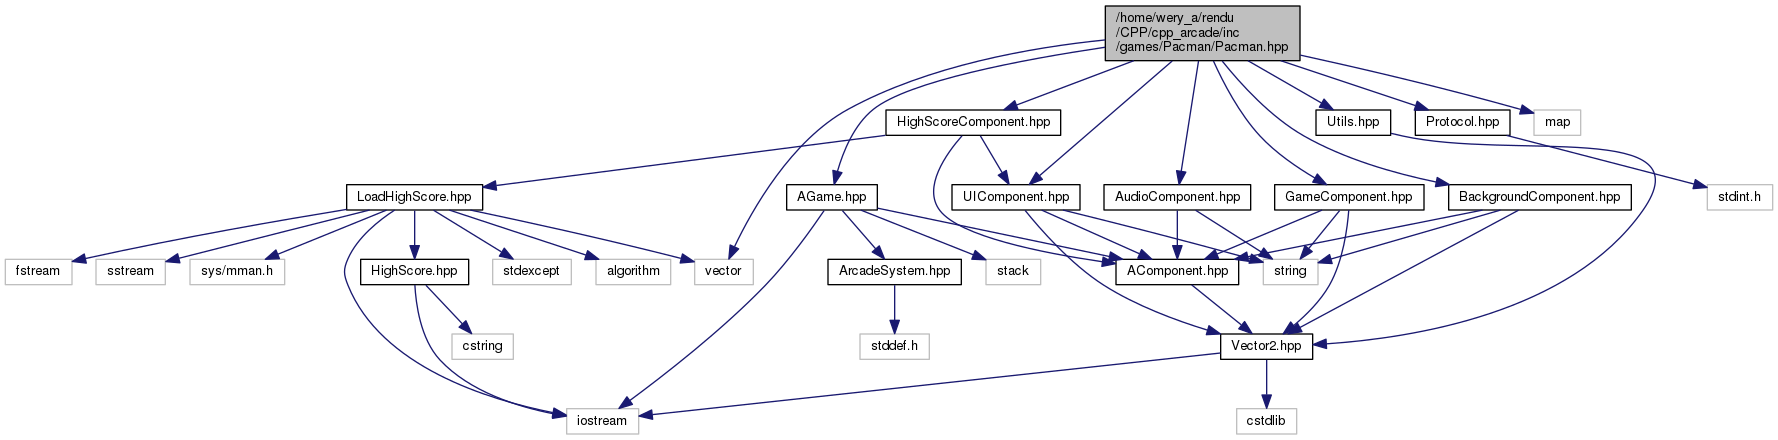 /home/wery_a/rendu
/CPP/cpp_arcade/inc
/games/Pacman/Pacman.hpp
HighScoreComponent.hpp
Utils.hpp
Protocol.hpp
map
LoadHighScore.hpp
AGame.hpp
UIComponent.hpp
AudioComponent.hpp
GameComponent.hpp
BackgroundComponent.hpp
stdint.h
fstream
sstream
sys/mman.h
HighScore.hpp
stdexcept
algorithm
vector
ArcadeSystem.hpp
stack
AComponent.hpp
string
cstring
stddef.h
Vector2.hpp
iostream
cstdlib